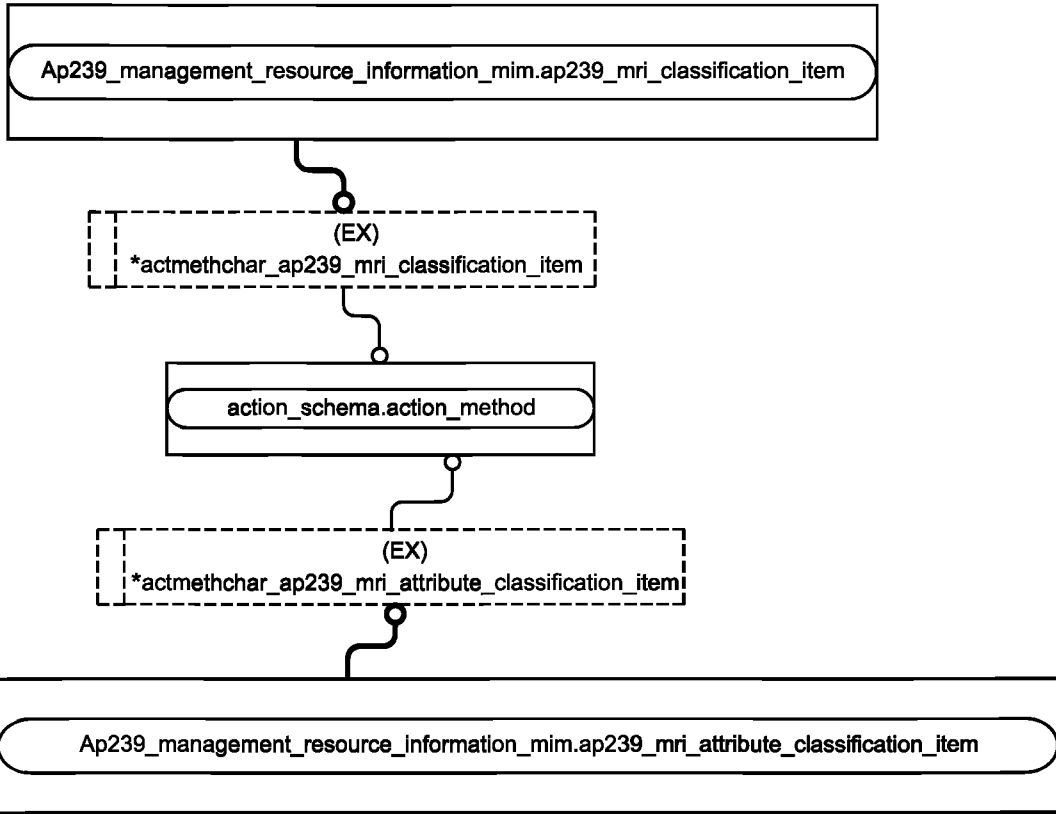 Ap239_management_resource_information_mim.ap239_mri_classification_item
(EX)
*actmethchar_ap239_mri_classification_item
action_schema.action_method
(EX)
*actmethchar_ap239_mri_attribute_classification_item
Ap239_management_resource_information_mim.ap239_mri_attribute_classification_item